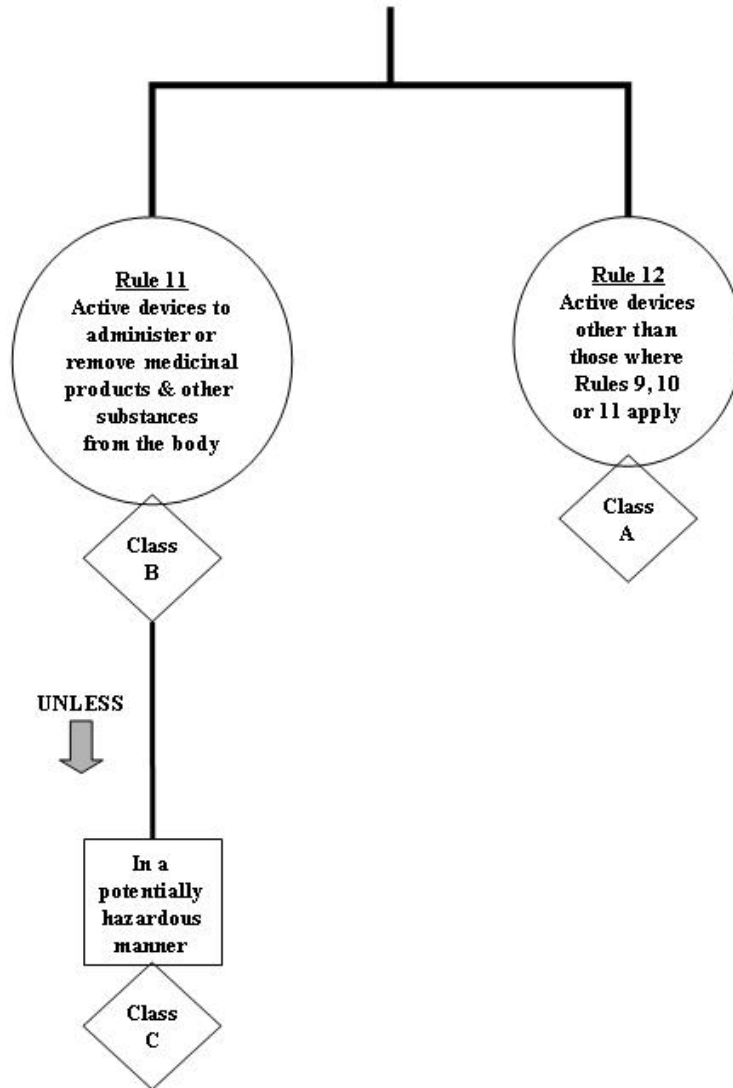 Rule 11
Active devices to
administer or
remove medicinal
products & other
substances
from the body
Class
B
UNLESS
In a
potentially
hazardous
manner
Class
C
Rule 12
Active devices
other than
those where
Rules 9, 10
or 11 apply
Class
A